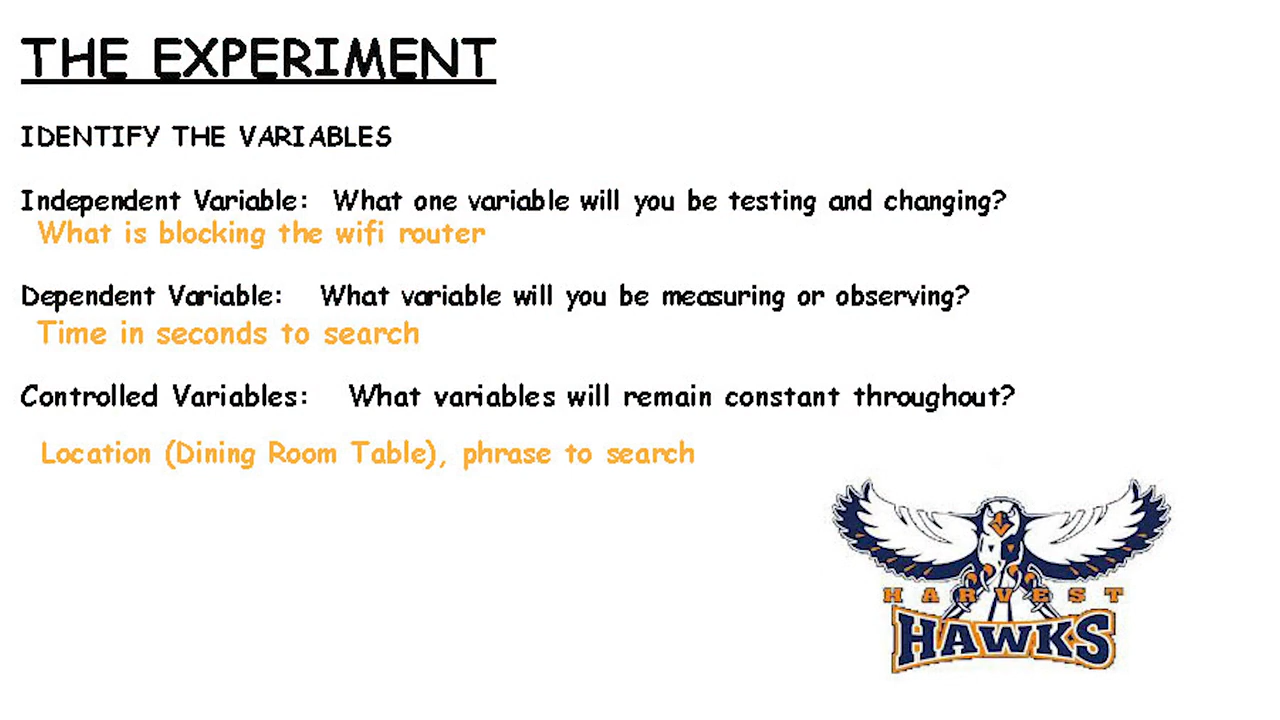 THE EXPERIMENT
IDENTIFY THE VARIABLES
Independent Variable: What one variable will you be testing and changing?
What is blocking the wifi router
Dependent Variable: What variable will you be measuring or observing?
Time in seconds to search
Controlled Variables: What variables will remain constant throughout?
Location (Dining Room Table), phrase to search
HARVEST
HAWKS